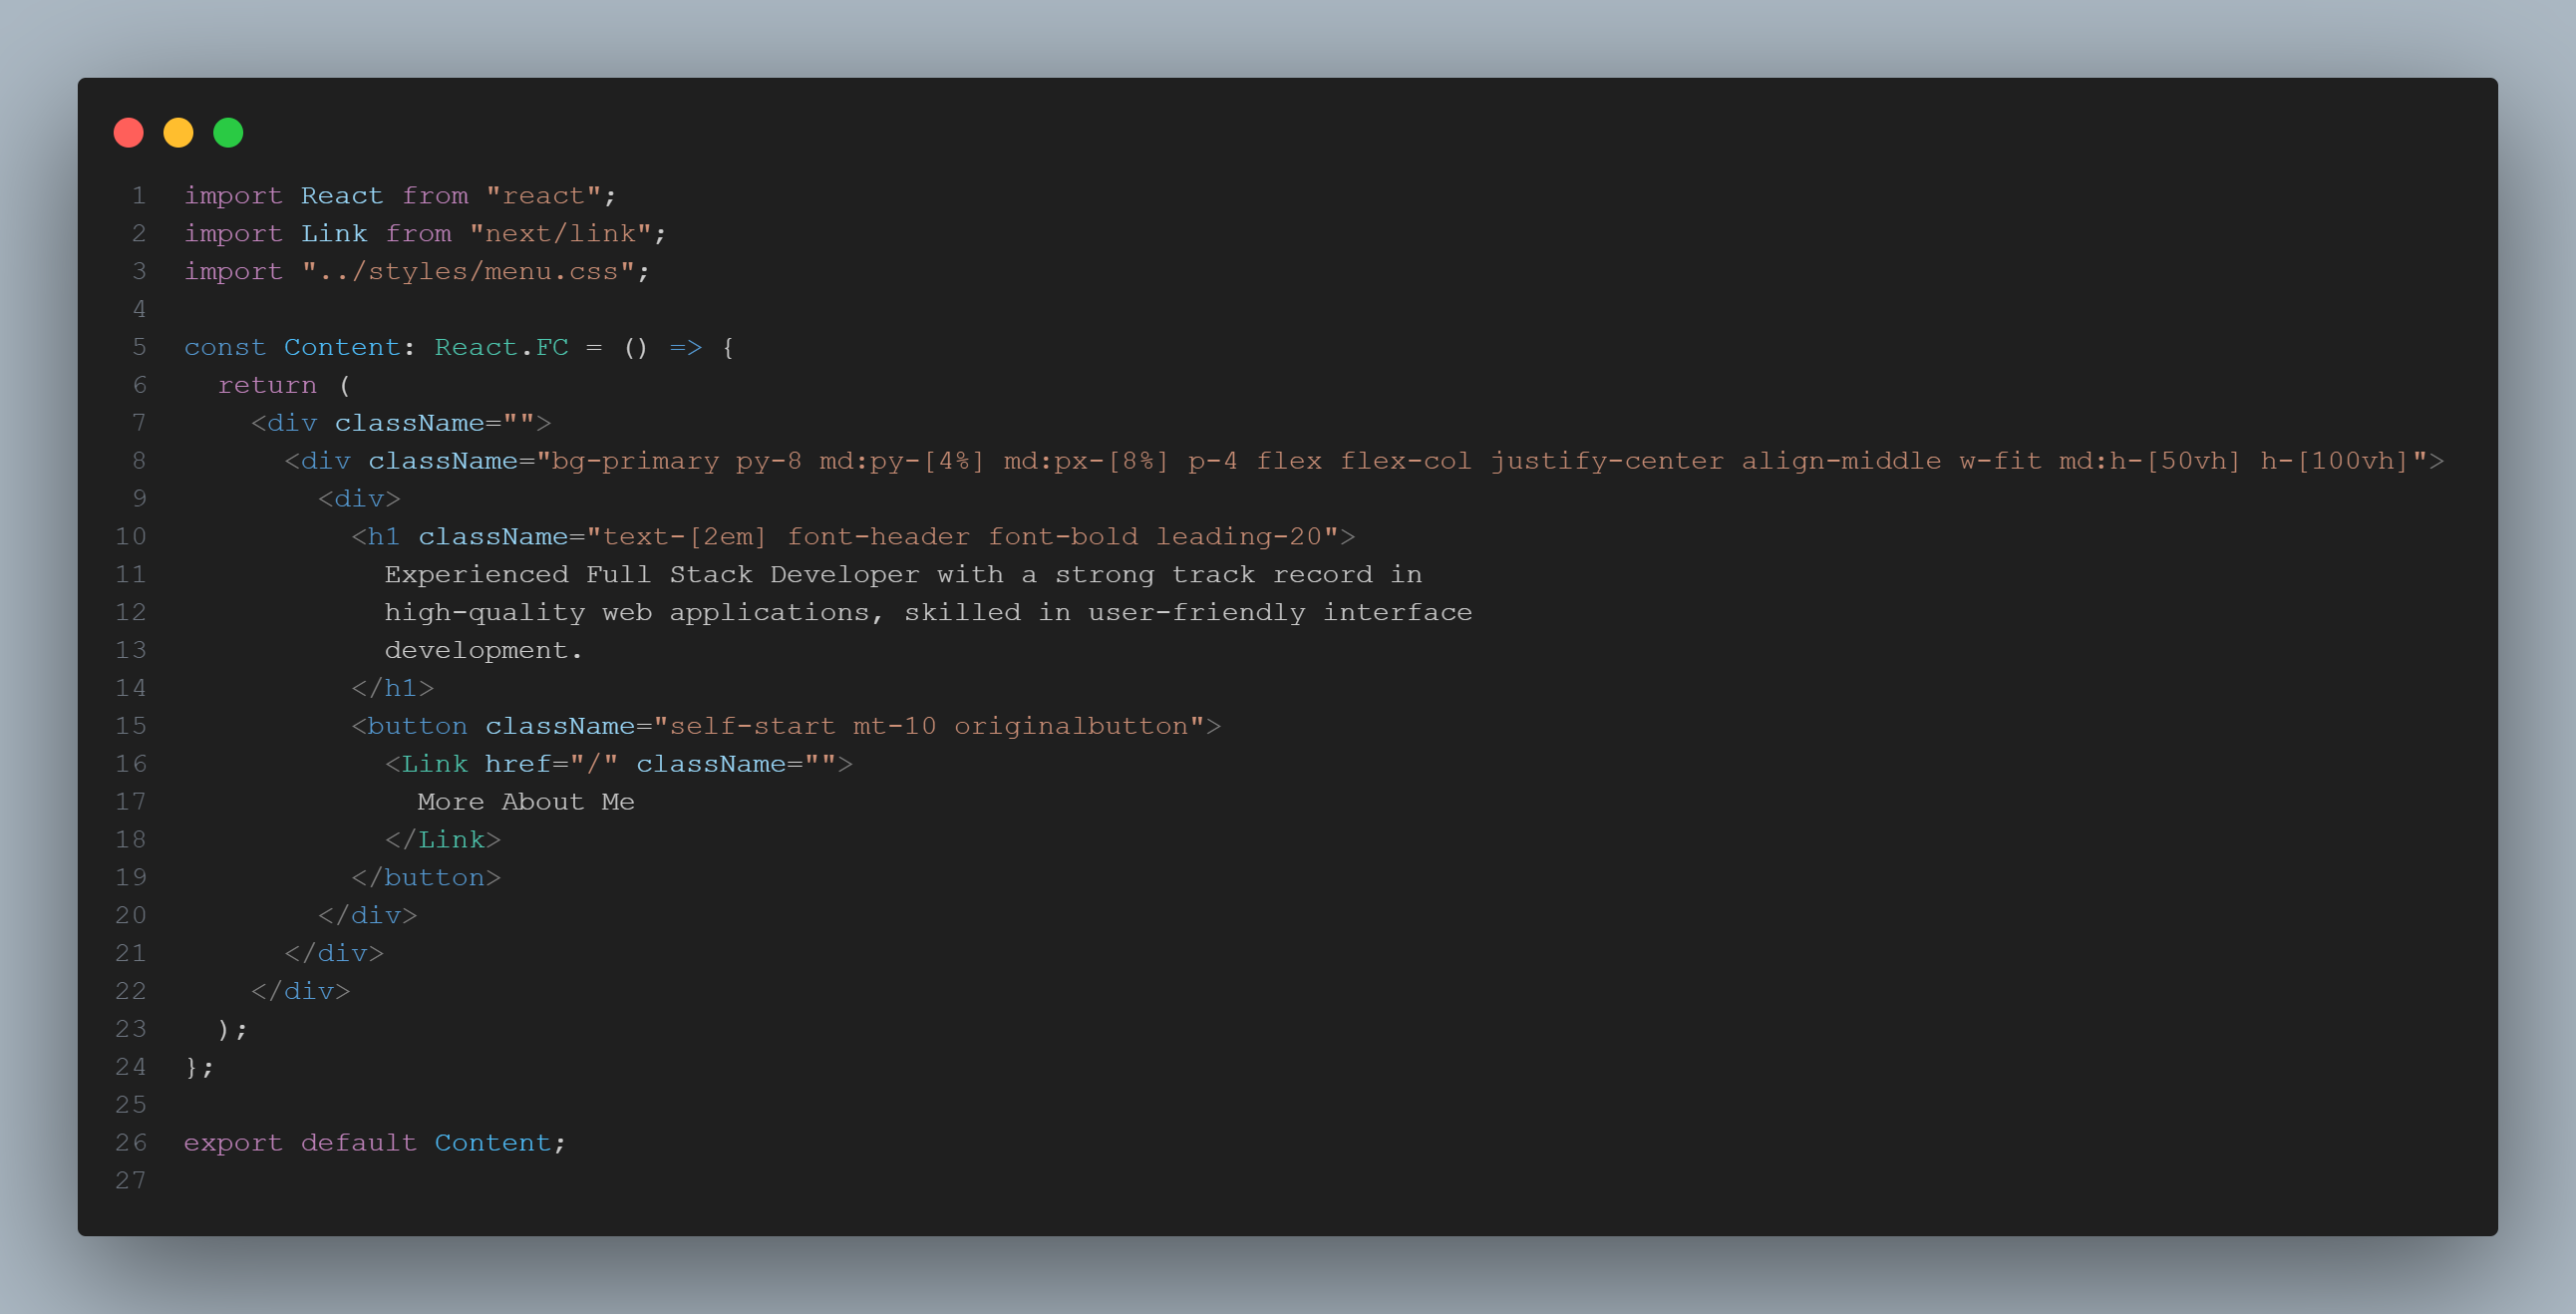 1 import React from "react";
2 import Link from "next/link";
3 import "../styles/menu.css";
4
5 const Content: React.FC = () => {
6   return (
7     <div className="">
8       <div className="bg-primary py-8 md:py-[4%] md:px-[8%] p-4 flex flex-col justify-center align-middle w-fit md:h-[50vh] h-[100vh]">
9         <div>
10           <h1 className="text-[2em] font-header font-bold leading-20">
11             Experienced Full Stack Developer with a strong track record in
12             high-quality web applications, skilled in user-friendly interface
13             development.
14           </h1>
15           <button className="self-start mt-10 originalbutton">
16             <Link href="/" className="">
17               More About Me
18             </Link>
19           </button>
20         </div>
21       </div>
22     </div>
23   );
24 };
25
26 export default Content;
27